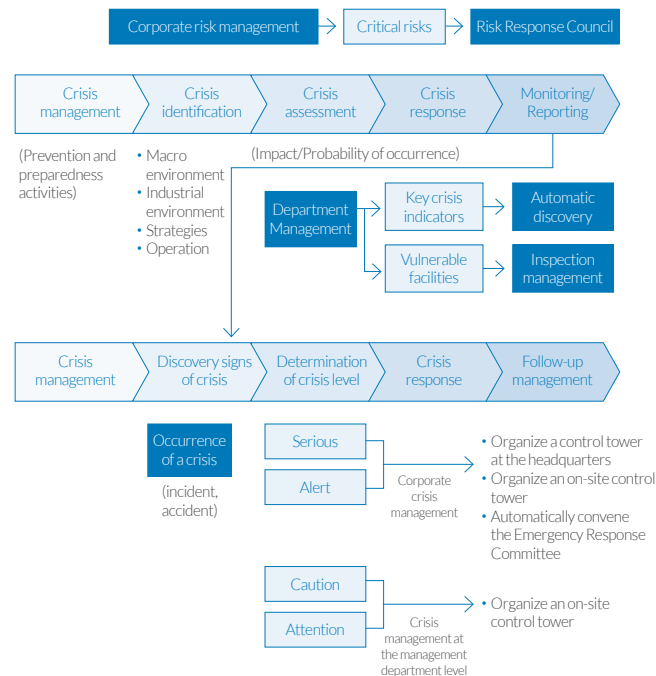 Corporate risk management
Critical risks
Risk Response Council
Crisis
management
Crisis
identification
Crisis
assessment
Crisis
response
Monitoring/
Reporting
(Prevention and
preparedness
activities)
• Macro
environment
• Industrial
environment
• Strategies
• Operation
(Impact/Probability of occurrence)
Department
Management
Key crisis
indicators
Automatic
discovery
Vulnerable
facilities
Inspection
management
Crisis
management
Discovery signs
of crisis
Determination
of crisis level
Crisis
response
Follow-up
management
Occurrence
of a crisis
(incident,
accident)
Serious
Alert
Corporate
crisis
management
• Organize a control tower
at the headquarters
• Organize an on-site control
tower
• Automatically convene
the Emergency Response
Committee
Caution
Attention
Crisis
management at
the management
department level
• Organize an on-site
control tower